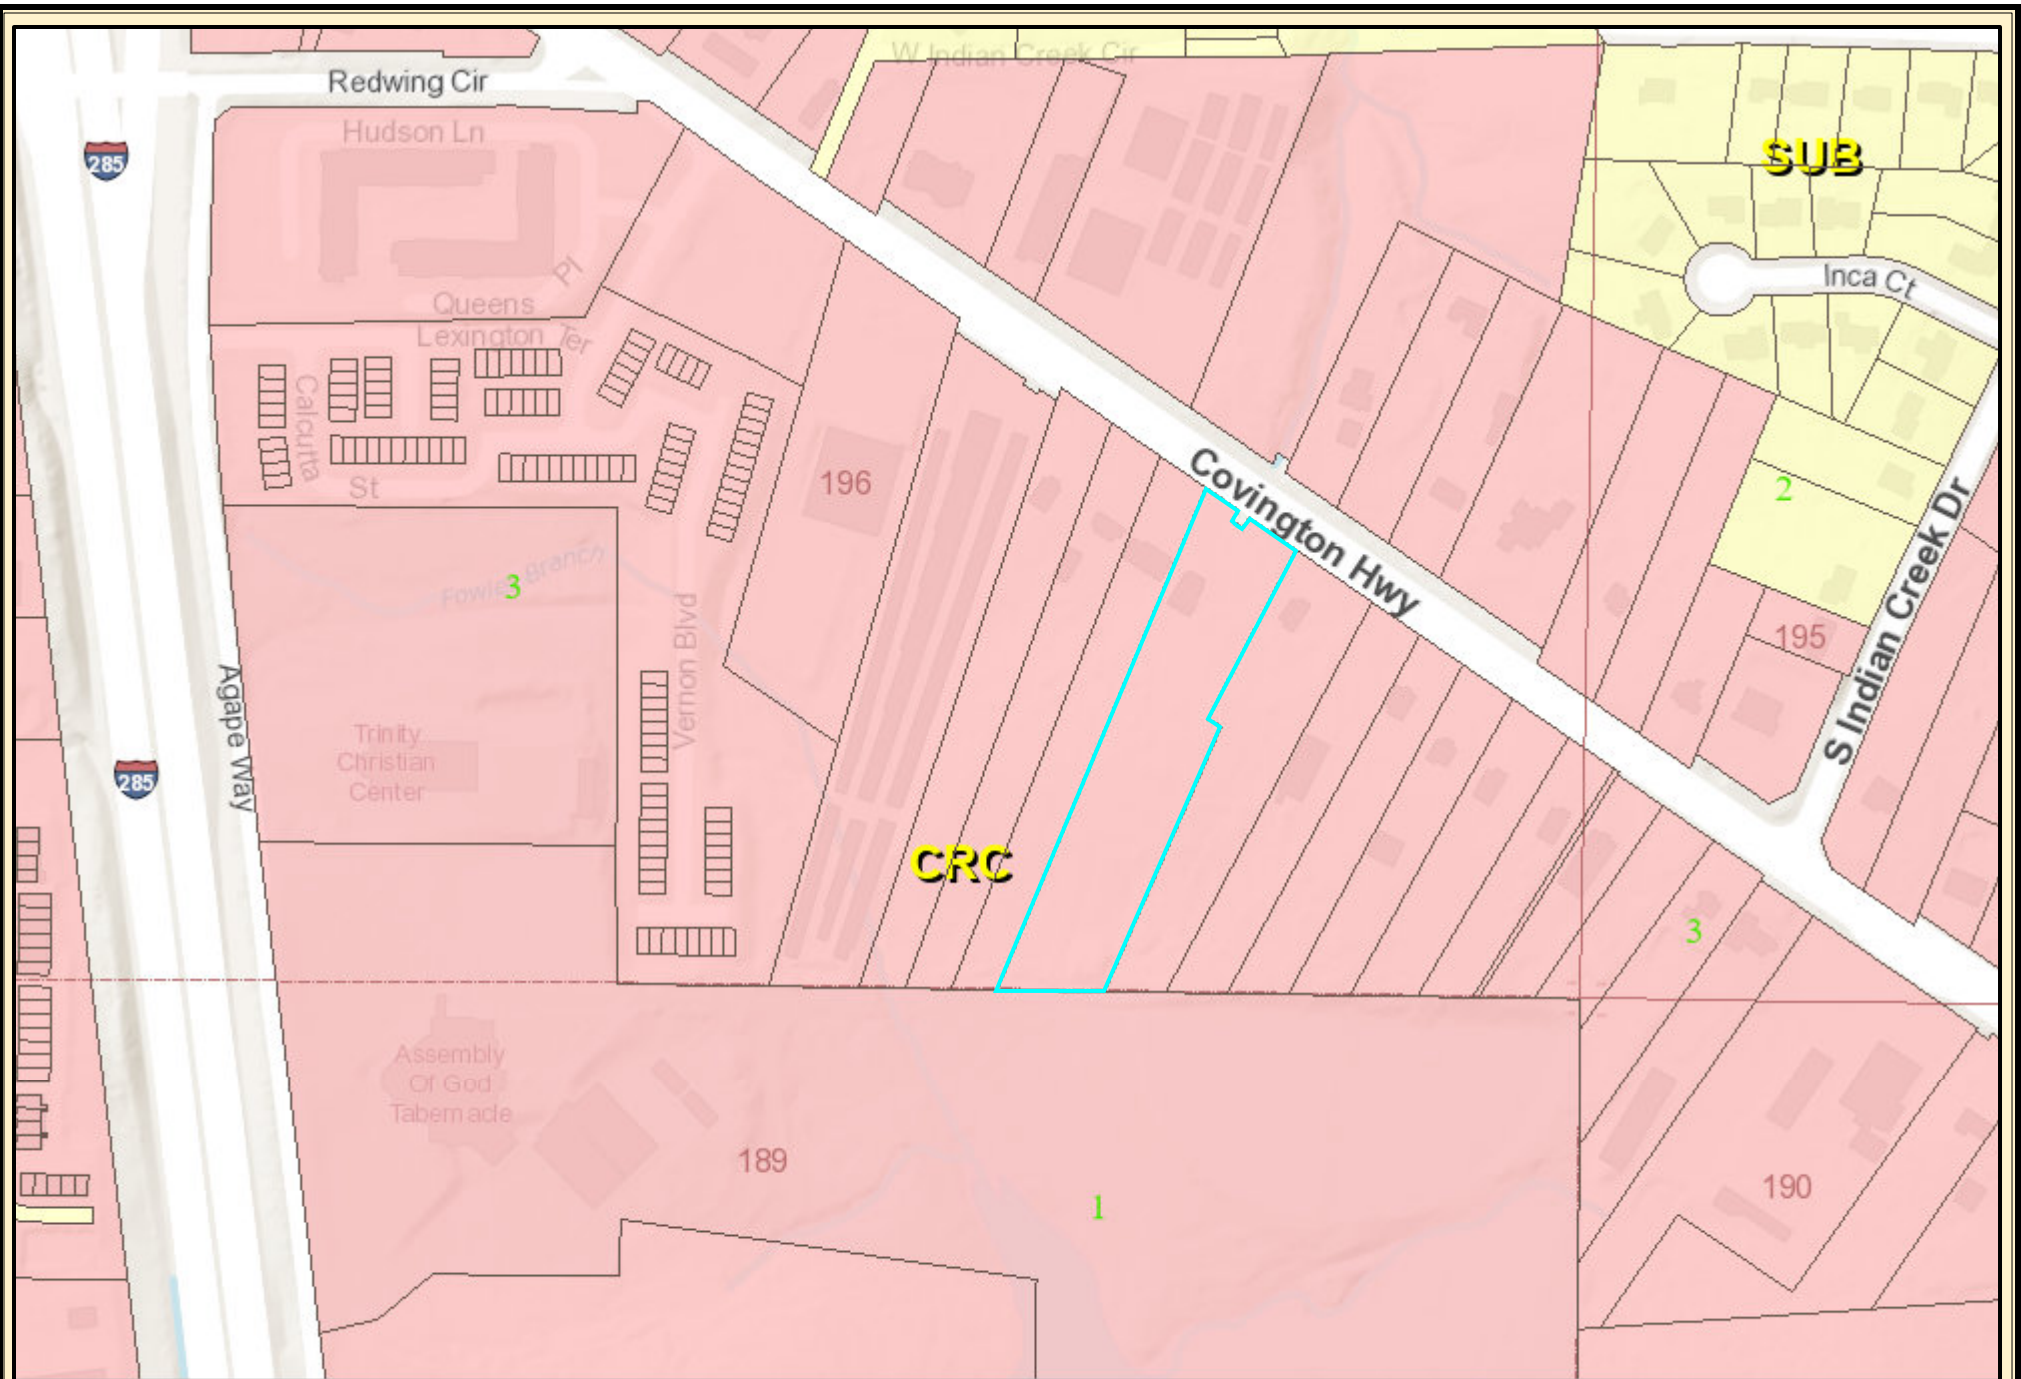 W Indian Creek Cir
Redwing Cir
Hudson Ln
285
SUB
Inca Ct
Queens
Lexington
Pl
Ter
Calcutta
St
196
Covington Hwy
2
S Indian Creek Dr
Fowler Branch
3
Vernon Blvd
195
Agape Way
Trinity
Christian
Center
285
CRC
3
Assembly
Of God
Tabernacle
189
1
190